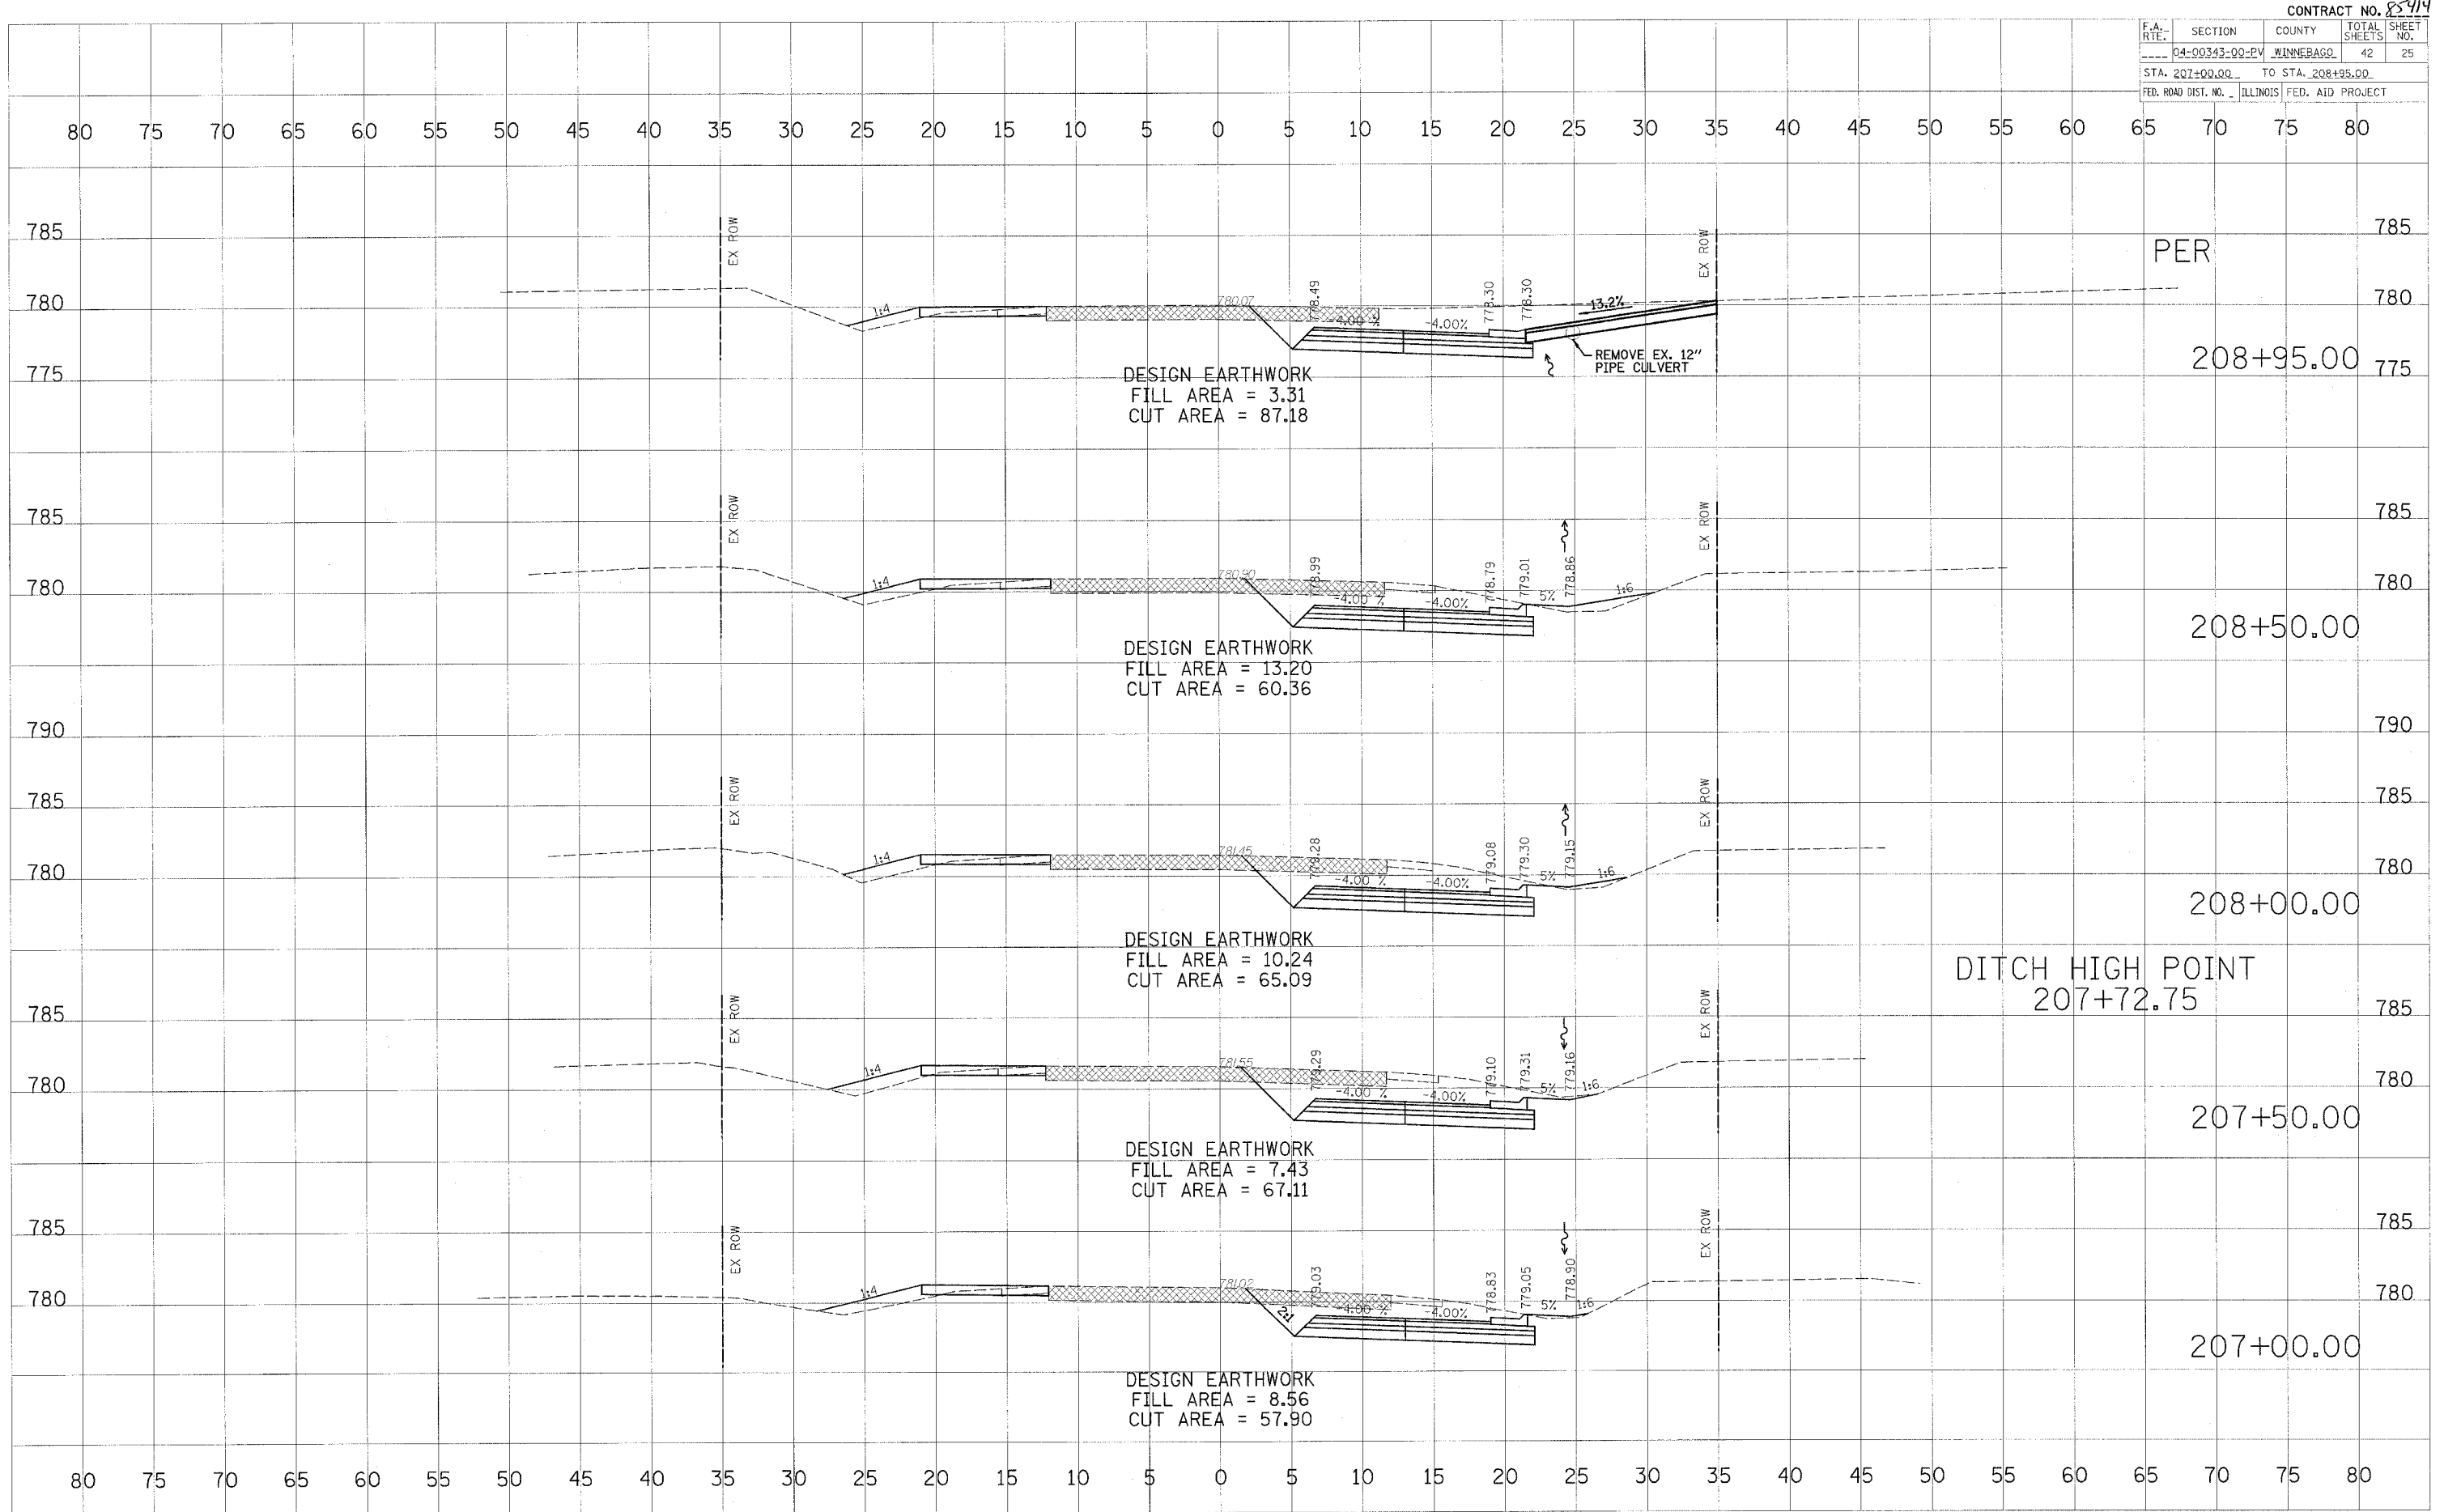 CONTRACT NO. 85414
F.A. RTE. SECTION COUNTY TOTAL SHEETS SHEET NO.
04-00343-00-PV WINNEBAGO 42 25
STA. 207+00.00 TO STA. 208+95.00
FED. ROAD DIST. NO. ILLINOIS FED. AID PROJECT
80 75 70 65 60 55 50 45 40 35 30 25 20 15 10 5 0 5 10 15 20 25 30 35 40 45 50 55 60 65 70 75 80
785 EX ROW EX ROW 785
PER
780 1:4 780.07 778.49 778.30 778.30 13.2% 780
-4.00 % -4.00%
REMOVE EX. 12"
PIPE CULVERT
208+95.00
775 775
DESIGN EARTHWORK
FILL AREA = 3.31
CUT AREA = 87.18
785 EX ROW EX ROW 785
780 1:4 780.90 778.99 778.79 779.01 778.86 780
-4.00 % -4.00% 5% 1:6
208+50.00
DESIGN EARTHWORK
FILL AREA = 13.20
CUT AREA = 60.36
790 790
785 EX ROW EX ROW 785
780 1:4 781.45 779.28 779.08 779.30 779.15 780
-4.00 % -4.00% 5% 1:6
208+00.00
DESIGN EARTHWORK
FILL AREA = 10.24
CUT AREA = 65.09
DITCH HIGH POINT
207+72.75
785 EX ROW EX ROW 785
780 1:4 781.55 779.29 779.10 779.31 779.16 780
-4.00 % -4.00% 5% 1:6
207+50.00
DESIGN EARTHWORK
FILL AREA = 7.43
CUT AREA = 67.11
785 EX ROW EX ROW 785
780 1:4 781.02 779.03 778.83 779.05 778.90 780
2:1 -4.00 % -4.00% 5% 1:6
207+00.00
DESIGN EARTHWORK
FILL AREA = 8.56
CUT AREA = 57.90
80 75 70 65 60 55 50 45 40 35 30 25 20 15 10 5 0 5 10 15 20 25 30 35 40 45 50 55 60 65 70 75 80